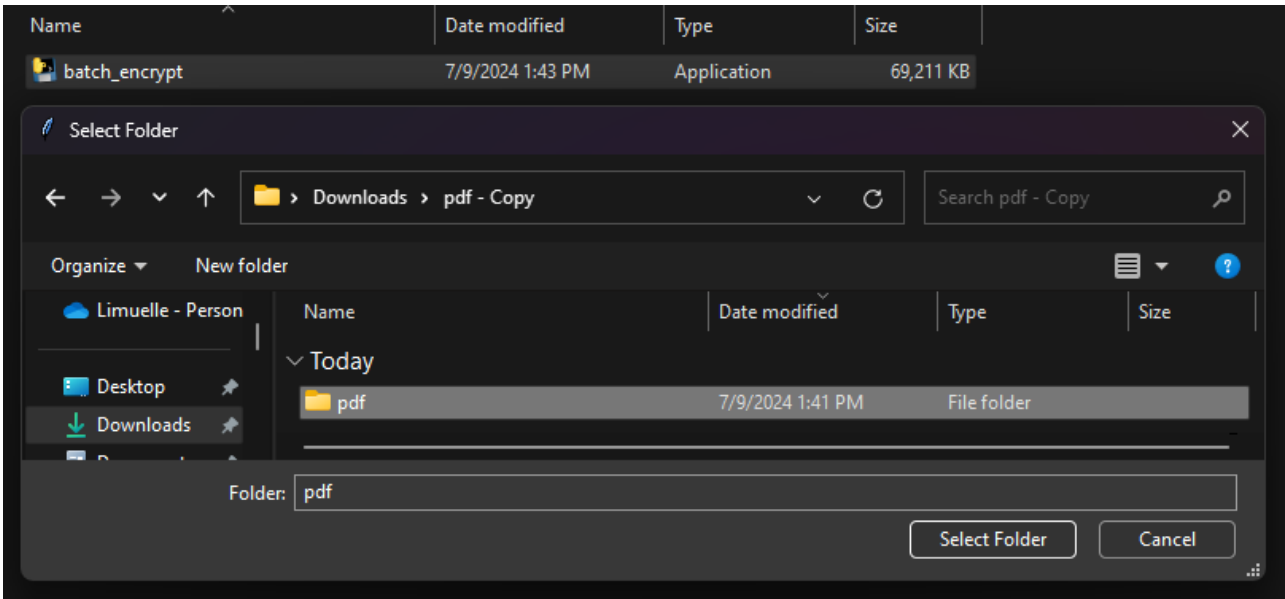 Name Date modified Type Size
batch_encrypt 7/9/2024 1:43 PM Application 69,211 KB
Select Folder
Downloads pdf - Copy Search pdf - Copy
Organize New folder
Limuelle - Person Name Date modified Type Size
Today
Desktop
pdf 7/9/2024 1:41 PM File folder
Downloads
Folder: pdf
Select Folder Cancel